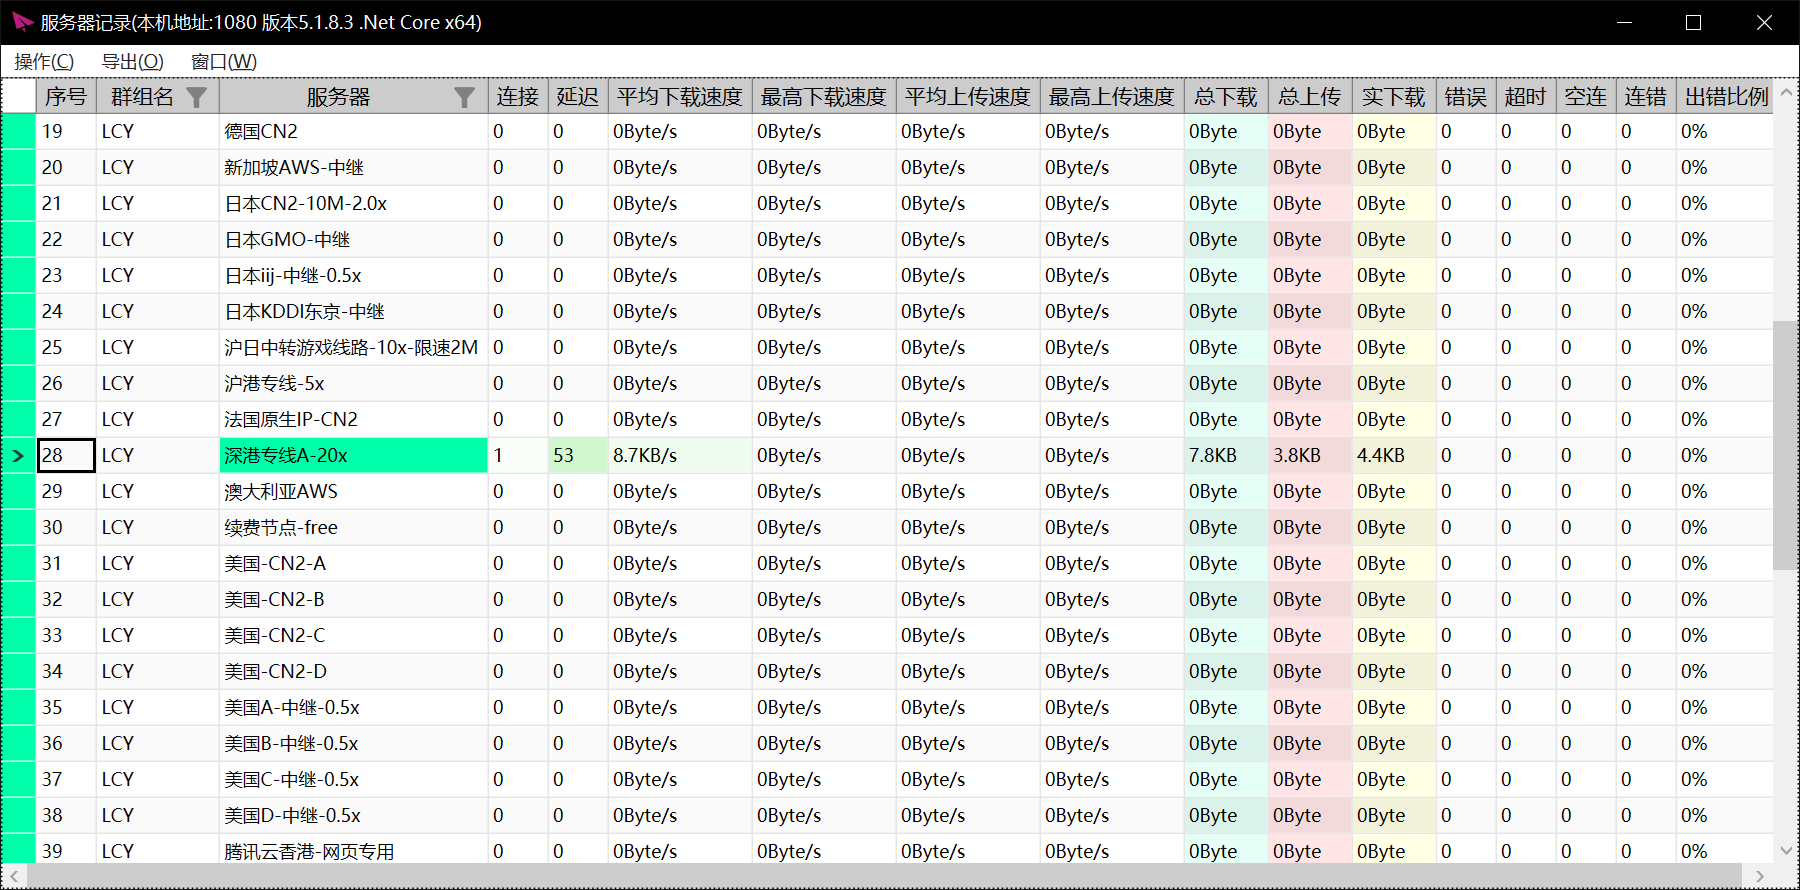 服务器记录(本机地址:1080 版本5.1.8.3 .Net Core x64)
操作(C) 导出(O) 窗口(W)
序号 群组名 服务器 连接 延迟 平均下载速度 最高下载速度 平均上传速度 最高上传速度 总下载 总上传 实下载 错误 超时 空连 连错 出错比例
19 LCY 德国CN2 0 0 0Byte/s 0Byte/s 0Byte/s 0Byte/s 0Byte 0Byte 0Byte 0 0 0 0 0%
20 LCY 新加坡AWS-中继 0 0 0Byte/s 0Byte/s 0Byte/s 0Byte/s 0Byte 0Byte 0Byte 0 0 0 0 0%
21 LCY 日本CN2-10M-2.0x 0 0 0Byte/s 0Byte/s 0Byte/s 0Byte/s 0Byte 0Byte 0Byte 0 0 0 0 0%
22 LCY 日本GMO-中继 0 0 0Byte/s 0Byte/s 0Byte/s 0Byte/s 0Byte 0Byte 0Byte 0 0 0 0 0%
23 LCY 日本iij-中继-0.5x 0 0 0Byte/s 0Byte/s 0Byte/s 0Byte/s 0Byte 0Byte 0Byte 0 0 0 0 0%
24 LCY 日本KDDI东京-中继 0 0 0Byte/s 0Byte/s 0Byte/s 0Byte/s 0Byte 0Byte 0Byte 0 0 0 0 0%
25 LCY 沪日中转游戏线路-10x-限速2M 0 0 0Byte/s 0Byte/s 0Byte/s 0Byte/s 0Byte 0Byte 0Byte 0 0 0 0 0%
26 LCY 沪港专线-5x 0 0 0Byte/s 0Byte/s 0Byte/s 0Byte/s 0Byte 0Byte 0Byte 0 0 0 0 0%
27 LCY 法国原生IP-CN2 0 0 0Byte/s 0Byte/s 0Byte/s 0Byte/s 0Byte 0Byte 0Byte 0 0 0 0 0%
28 LCY 深港专线A-20x 1 53 8.7KB/s 0Byte/s 0Byte/s 0Byte/s 7.8KB 3.8KB 4.4KB 0 0 0 0 0%
29 LCY 澳大利亚AWS 0 0 0Byte/s 0Byte/s 0Byte/s 0Byte/s 0Byte 0Byte 0Byte 0 0 0 0 0%
30 LCY 续费节点-free 0 0 0Byte/s 0Byte/s 0Byte/s 0Byte/s 0Byte 0Byte 0Byte 0 0 0 0 0%
31 LCY 美国-CN2-A 0 0 0Byte/s 0Byte/s 0Byte/s 0Byte/s 0Byte 0Byte 0Byte 0 0 0 0 0%
32 LCY 美国-CN2-B 0 0 0Byte/s 0Byte/s 0Byte/s 0Byte/s 0Byte 0Byte 0Byte 0 0 0 0 0%
33 LCY 美国-CN2-C 0 0 0Byte/s 0Byte/s 0Byte/s 0Byte/s 0Byte 0Byte 0Byte 0 0 0 0 0%
34 LCY 美国-CN2-D 0 0 0Byte/s 0Byte/s 0Byte/s 0Byte/s 0Byte 0Byte 0Byte 0 0 0 0 0%
35 LCY 美国A-中继-0.5x 0 0 0Byte/s 0Byte/s 0Byte/s 0Byte/s 0Byte 0Byte 0Byte 0 0 0 0 0%
36 LCY 美国B-中继-0.5x 0 0 0Byte/s 0Byte/s 0Byte/s 0Byte/s 0Byte 0Byte 0Byte 0 0 0 0 0%
37 LCY 美国C-中继-0.5x 0 0 0Byte/s 0Byte/s 0Byte/s 0Byte/s 0Byte 0Byte 0Byte 0 0 0 0 0%
38 LCY 美国D-中继-0.5x 0 0 0Byte/s 0Byte/s 0Byte/s 0Byte/s 0Byte 0Byte 0Byte 0 0 0 0 0%
39 LCY 腾讯云香港-网页专用 0 0 0Byte/s 0Byte/s 0Byte/s 0Byte/s 0Byte 0Byte 0Byte 0 0 0 0 0%